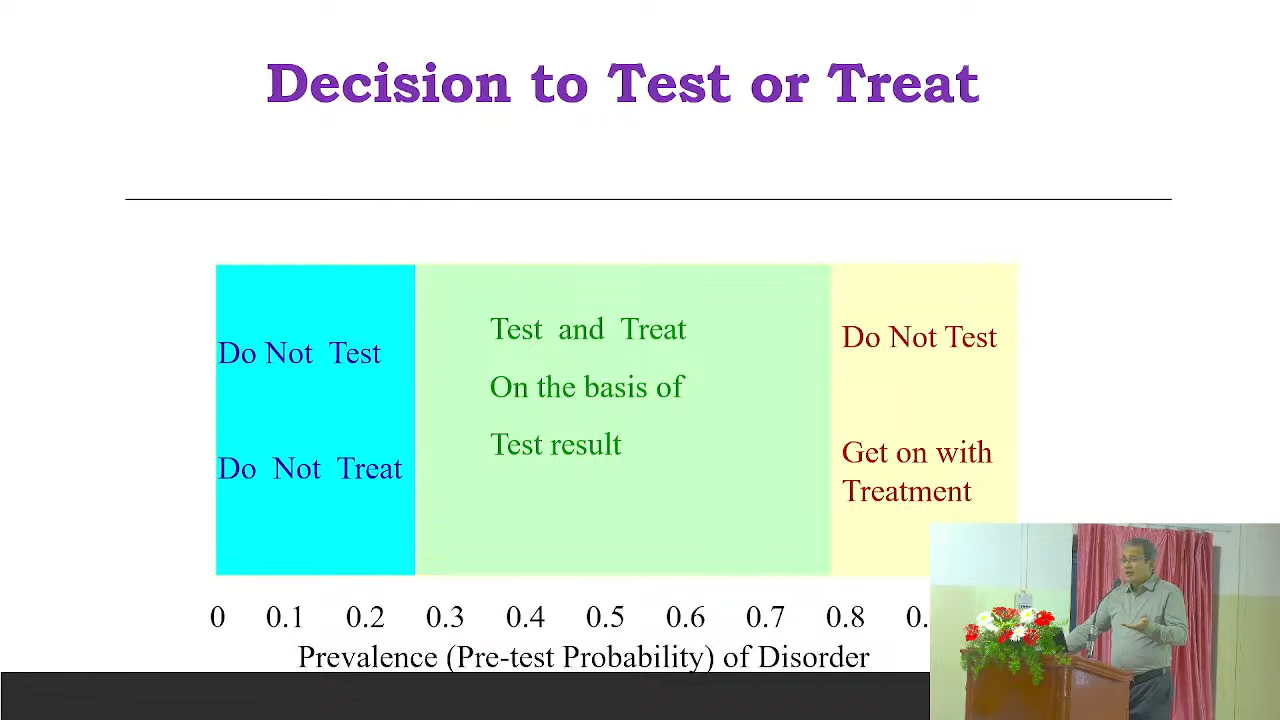 Decision to Test or Treat
Do Not Test
Do Not Treat
Test and Treat
On the basis of
Test result
Do Not Test
Get on with
Treatment
0 0.1 0.2 0.3 0.4 0.5 0.6 0.7 0.8
Prevalence (Pre-test Probability) of Disorder